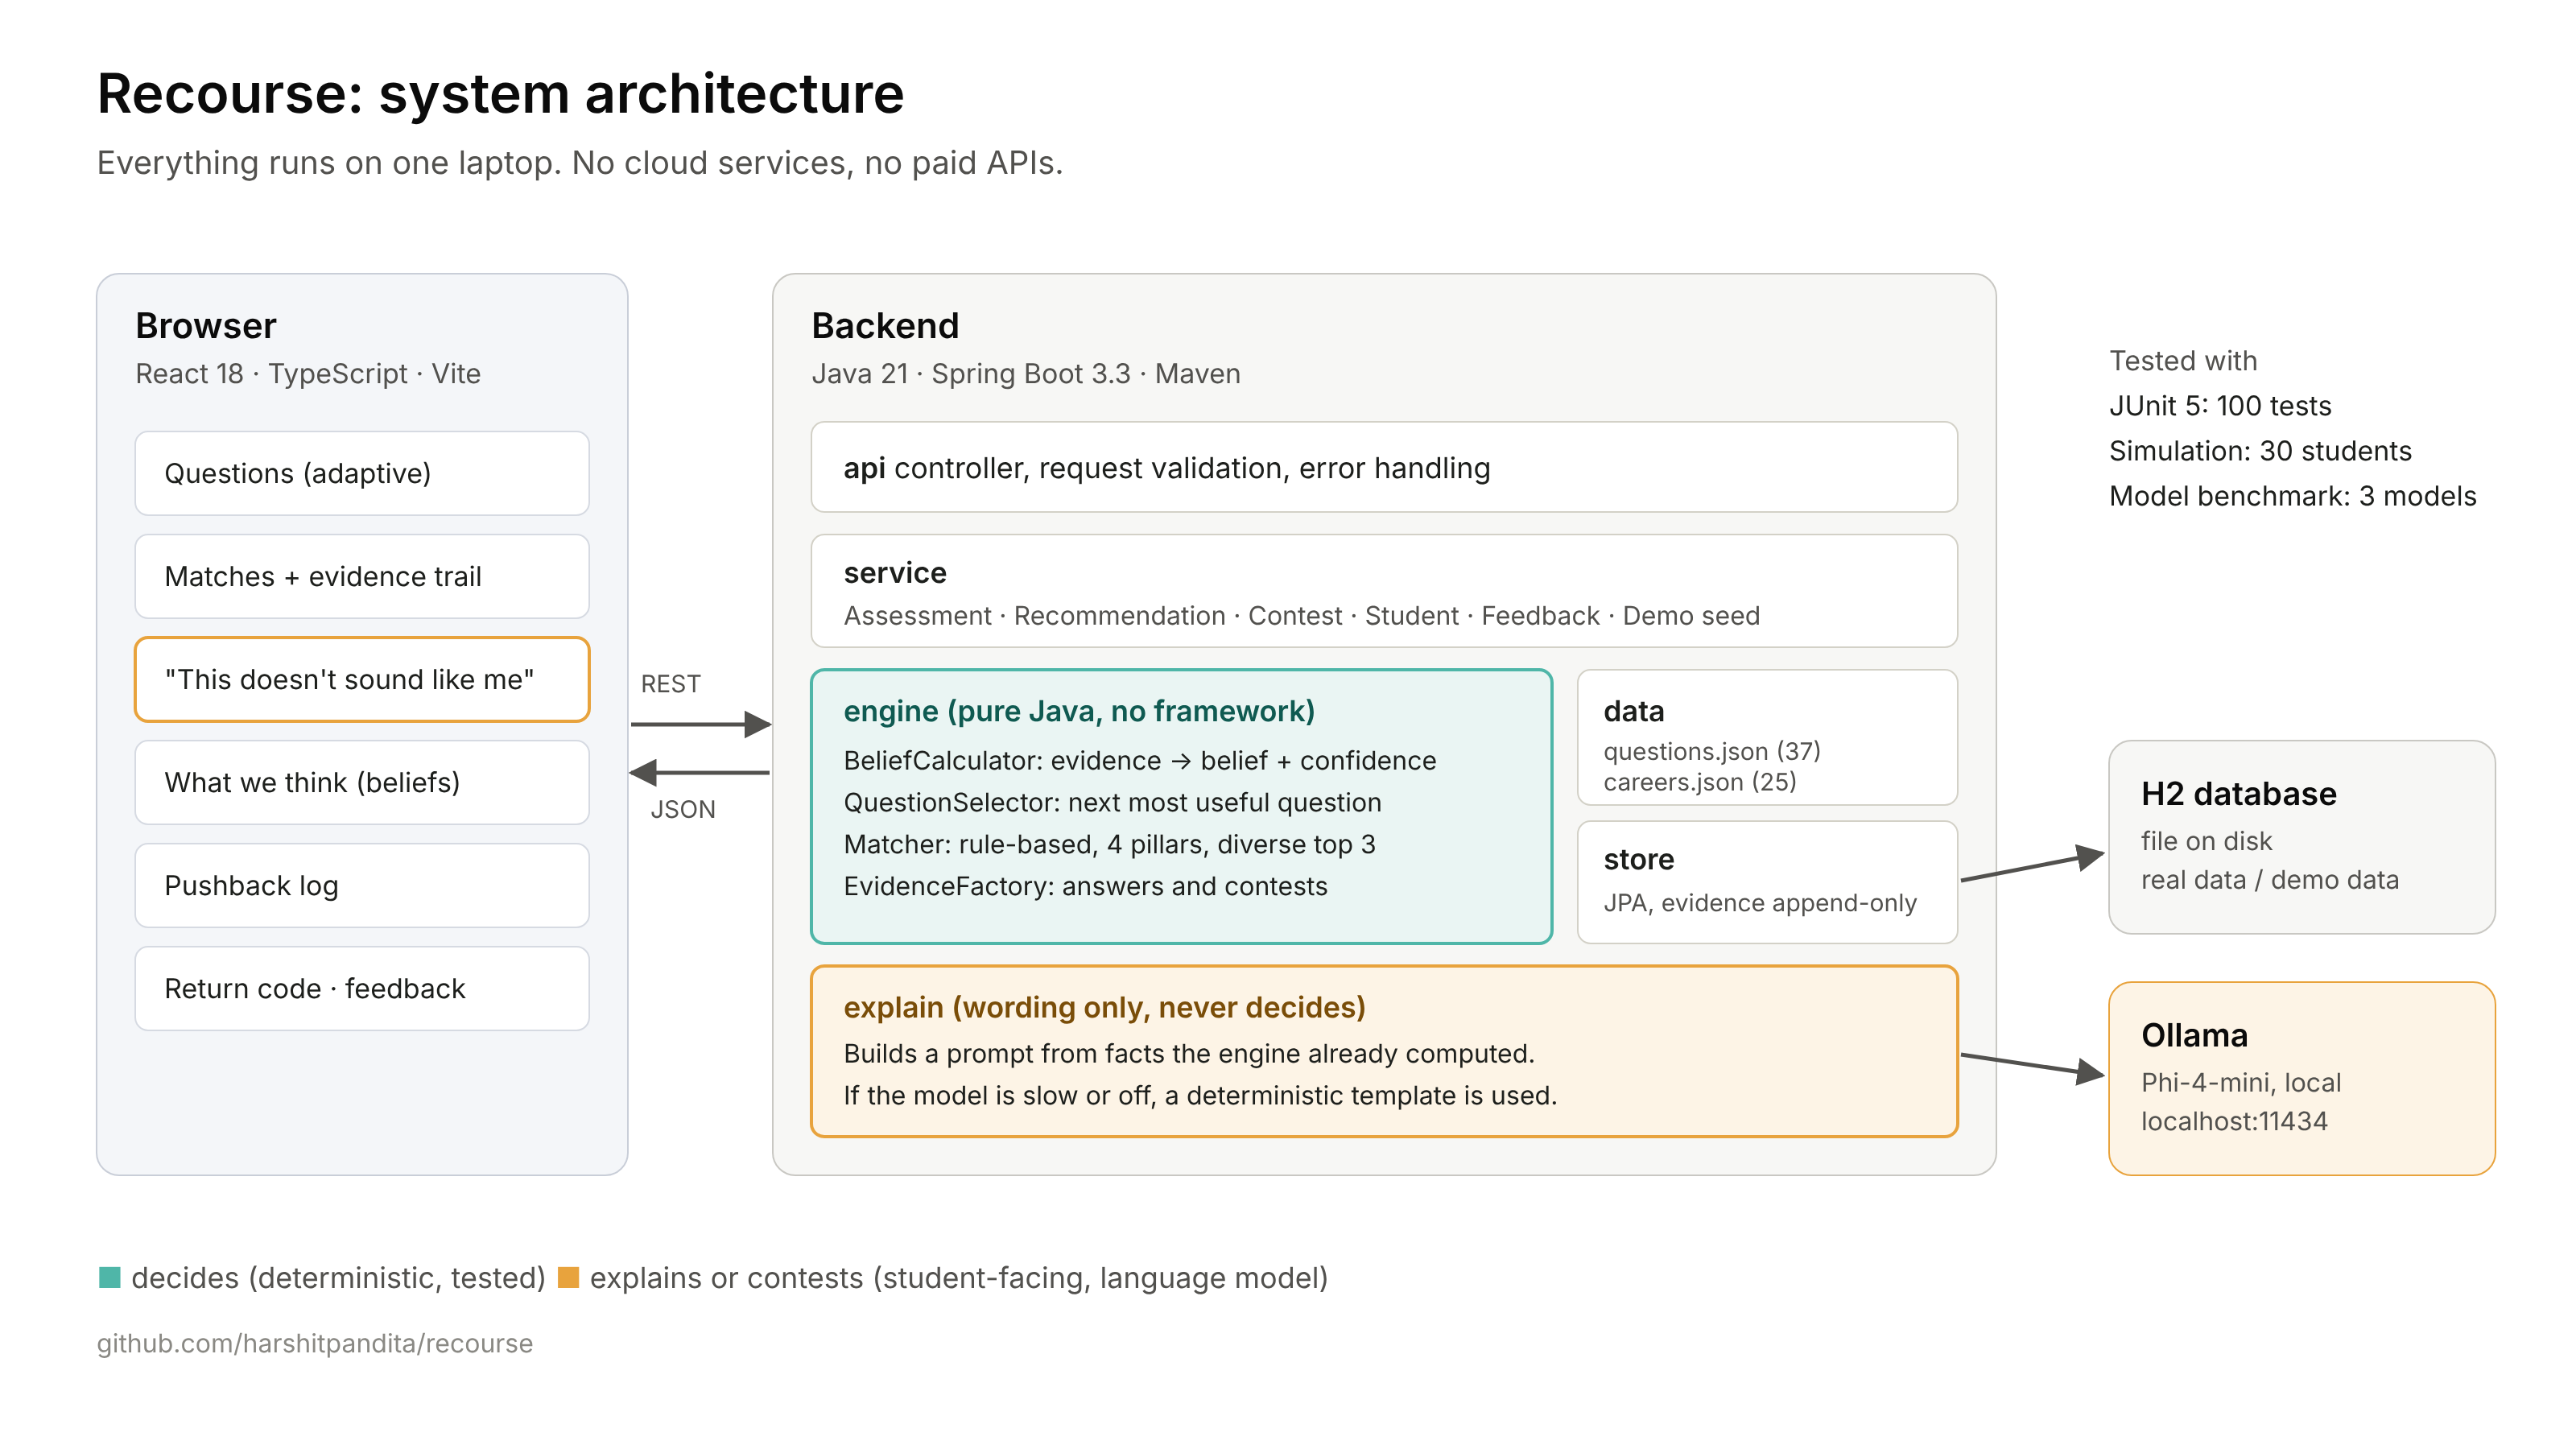 Recourse: system architecture
Everything runs on one laptop. No cloud services, no paid APIs.
Browser
React 18 · TypeScript · Vite
Questions (adaptive)
Matches + evidence trail
"This doesn't sound like me"
What we think (beliefs)
Pushback log
Return code · feedback
REST
JSON
Backend
Java 21 · Spring Boot 3.3 · Maven
api controller, request validation, error handling
service
Assessment · Recommendation · Contest · Student · Feedback · Demo seed
engine (pure Java, no framework)
BeliefCalculator: evidence → belief + confidence
QuestionSelector: next most useful question
Matcher: rule-based, 4 pillars, diverse top 3
EvidenceFactory: answers and contests
data
questions.json (37)
careers.json (25)
store
JPA, evidence append-only
explain (wording only, never decides)
Builds a prompt from facts the engine already computed.
If the model is slow or off, a deterministic template is used.
Tested with
JUnit 5: 100 tests
Simulation: 30 students
Model benchmark: 3 models
H2 database
file on disk
real data / demo data
Ollama
Phi-4-mini, local
localhost:11434
decides (deterministic, tested) explains or contests (student-facing, language model)
github.com/harshitpandita/recourse